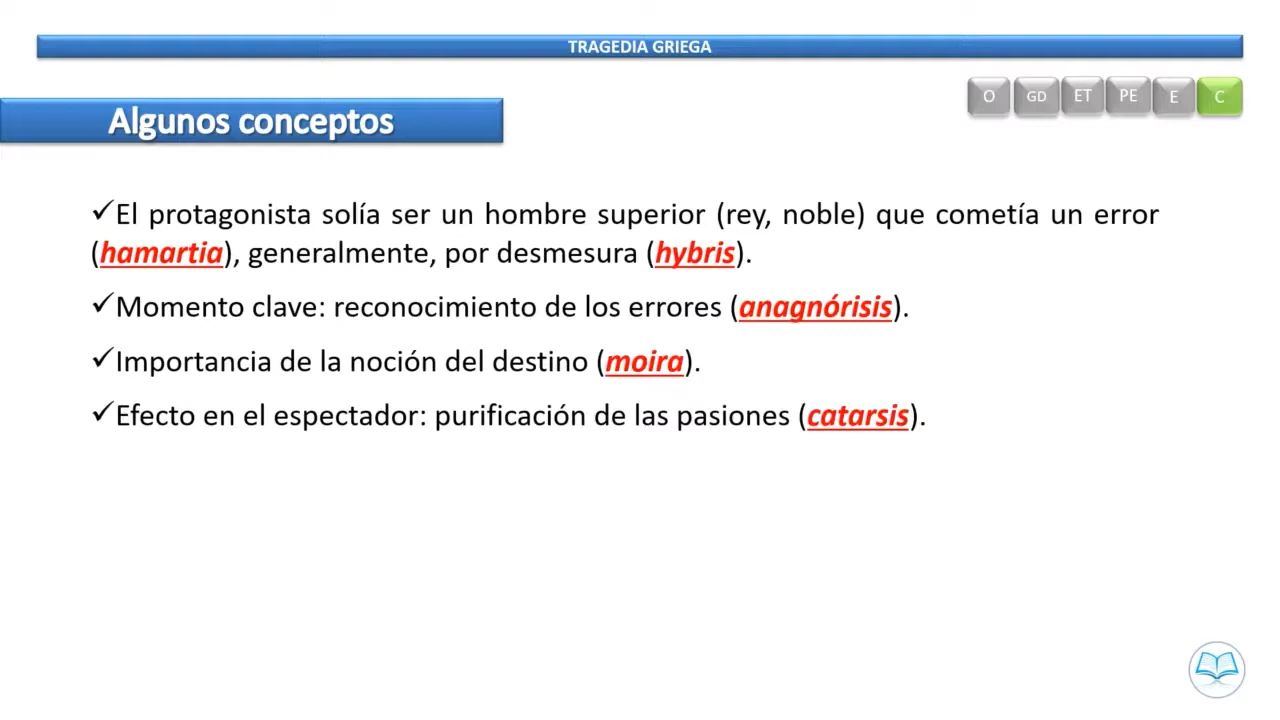 TRAGEDIA GRIEGA
O GD ET PE E C
Algunos conceptos
✓El protagonista solía ser un hombre superior (rey, noble) que cometía un error
(hamartia), generalmente, por desmesura (hybris).
✓Momento clave: reconocimiento de los errores (anagnórisis).
✓Importancia de la noción del destino (moira).
✓Efecto en el espectador: purificación de las pasiones (catarsis).